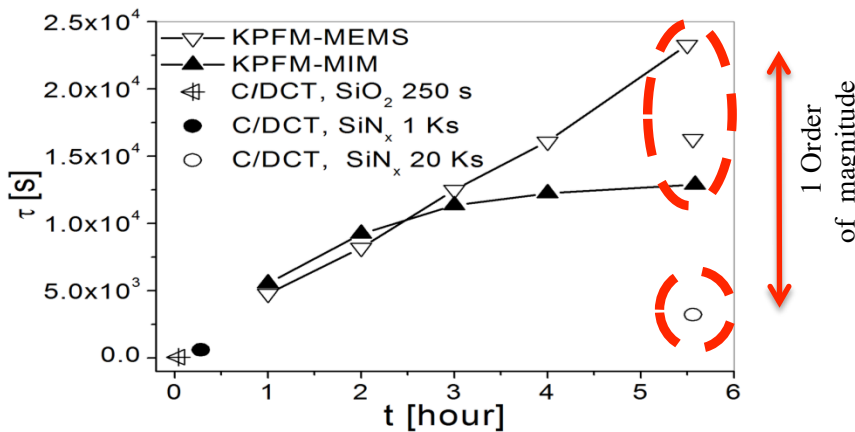 2.5x10⁴
2.0x10⁴
1.5x10⁴
1.0x10⁴
5.0x10³
0.0
τ [s]
KPFM-MEMS
KPFM-MIM
C/DCT, SiO₂ 250 s
C/DCT, SiNₓ 1 Ks
C/DCT, SiNₓ 20 Ks
0 1 2 3 4 5 6
t [hour]
1 Order
of magnitude